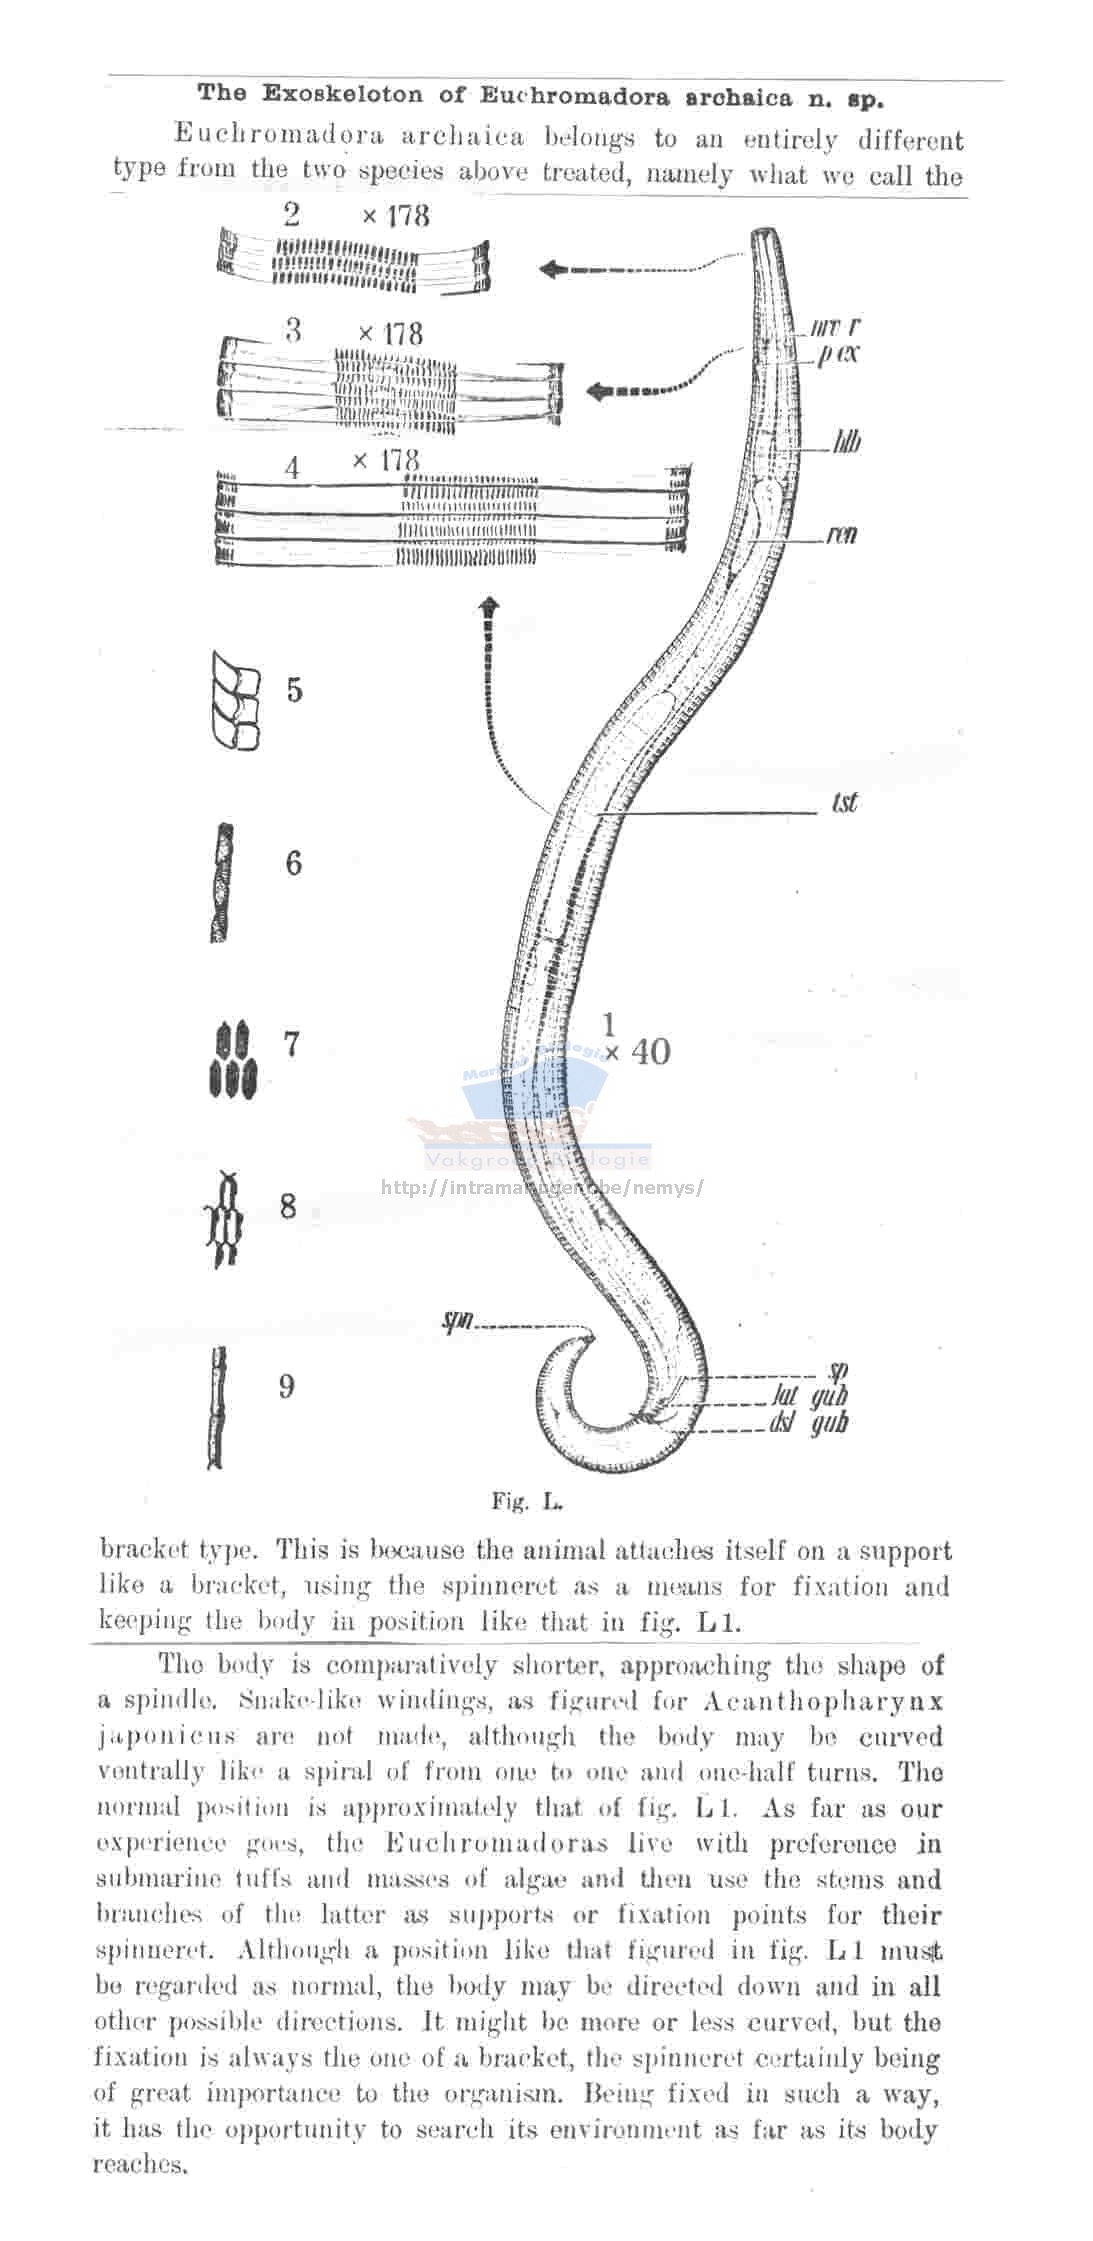 The Exoskeloton of Euchromadora archaica n. sp.
Euchromadora archaica belongs to an entirely different
type from the two species above treated, namely what we call the
2 × 178
3 × 178
4 × 178
nrv r
p ex
blb
ren
5
tst
6
7
1
× 40
Vakgroep Biologie
8
spn
sp
lat gub
dsl gub
9
Fig. L.
bracket type. This is because the animal attaches itself on a support
like a bracket, using the spinneret as a means for fixation and
keeping the body in position like that in fig. L 1.
The body is comparatively shorter, approaching the shape of
a spindle. Snake-like windings, as figured for Acanthopharynx
japonicus are not made, although the body may be curved
ventrally like a spiral of from one to one and one-half turns. The
normal position is approximately that of fig. L 1. As far as our
experience goes, the Euchromadoras live with preference in
submarine tuffs and masses of algae and then use the stems and
branches of the latter as supports or fixation points for their
spinneret. Although a position like that figured in fig. L 1 must
be regarded as normal, the body may be directed down and in all
other possible directions. It might be more or less curved, but the
fixation is always the one of a bracket, the spinneret certainly being
of great importance to the organism. Being fixed in such a way,
it has the opportunity to search its environment as far as its body
reaches.